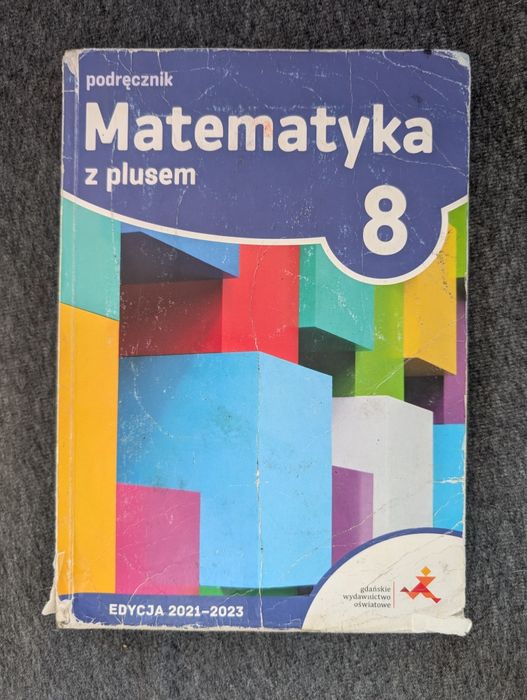 podręcznik
Matematyka
z plusem
8
gdańskie
wydawnictwo
oświatowe
EDYCJA 2021–2023